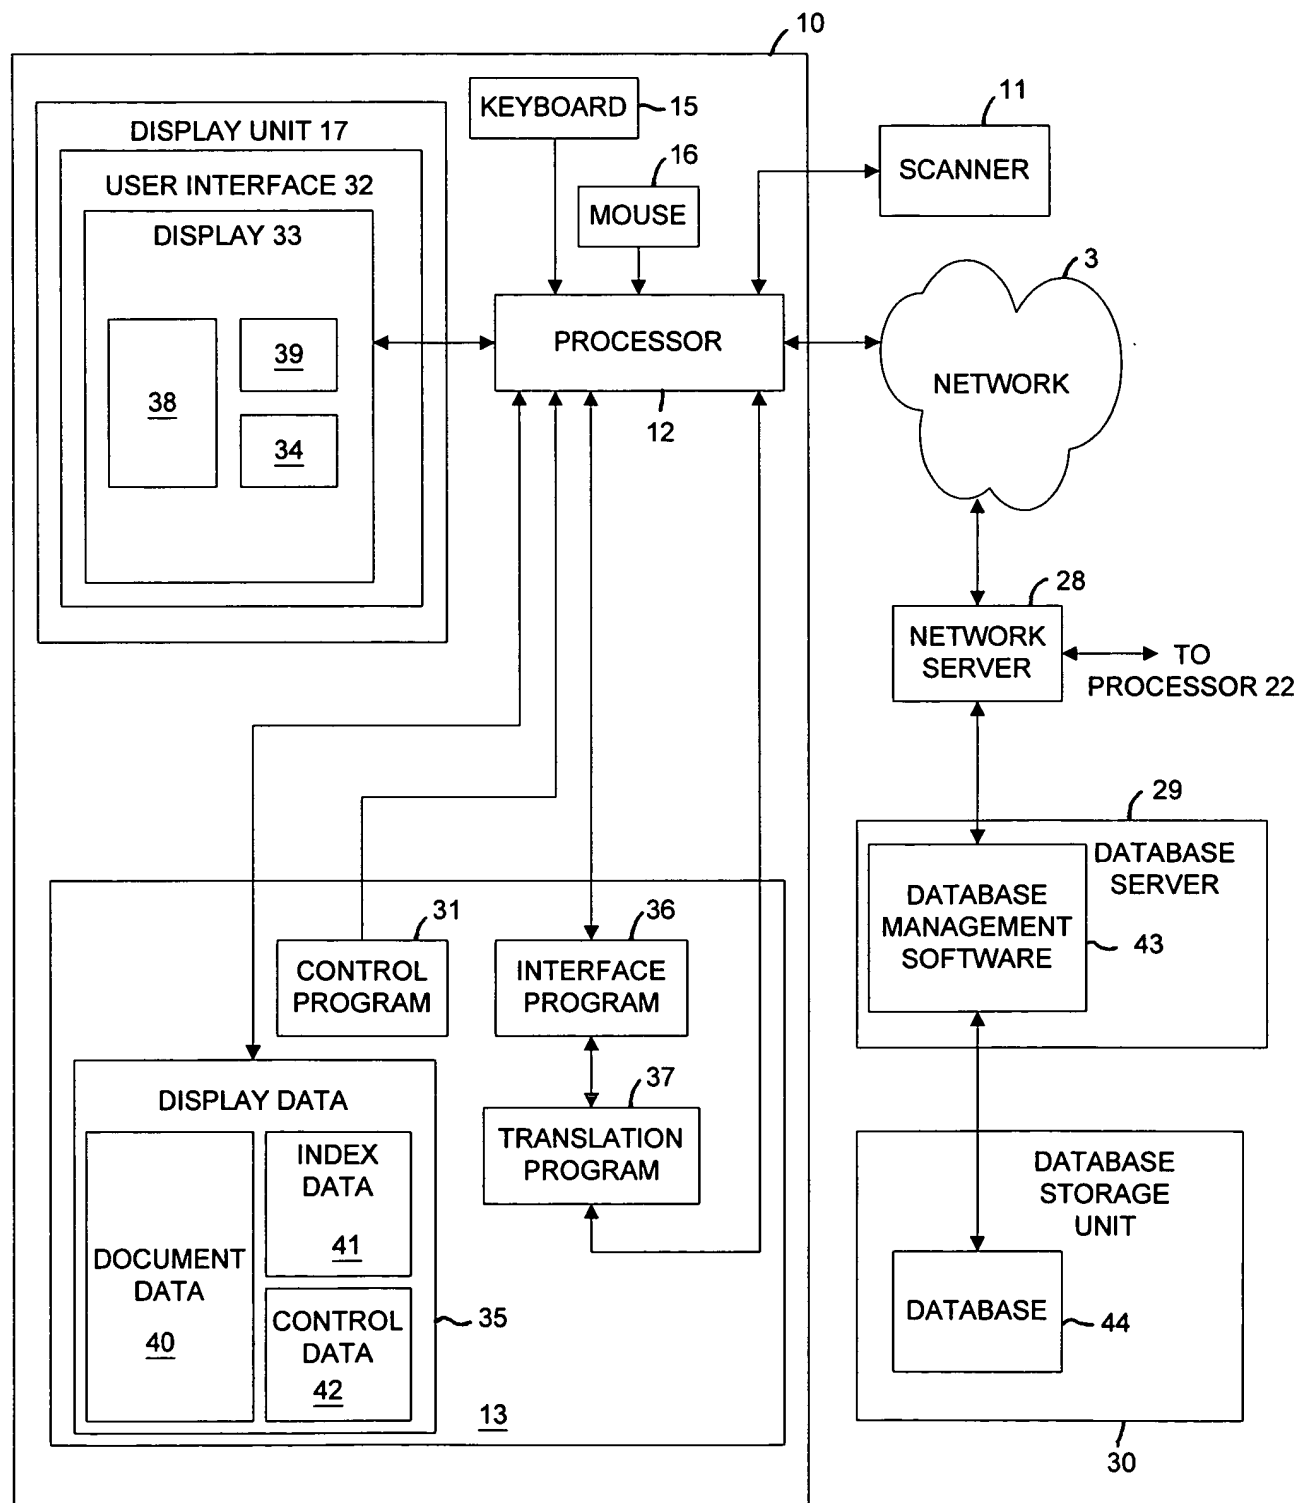 10
KEYBOARD
15
11
DISPLAY UNIT 17
SCANNER
16
USER INTERFACE 32
MOUSE
DISPLAY 33
3
PROCESSOR
39
38
NETWORK
12
34
28
NETWORK
SERVER
TO
PROCESSOR 22
29
DATABASE
SERVER
DATABASE
MANAGEMENT
SOFTWARE
43
31
36
CONTROL
PROGRAM
INTERFACE
PROGRAM
37
DISPLAY DATA
TRANSLATION
PROGRAM
INDEX
DATA
41
DATABASE
STORAGE
UNIT
DOCUMENT
DATA
40
CONTROL
DATA
42
35
DATABASE
44
13
30